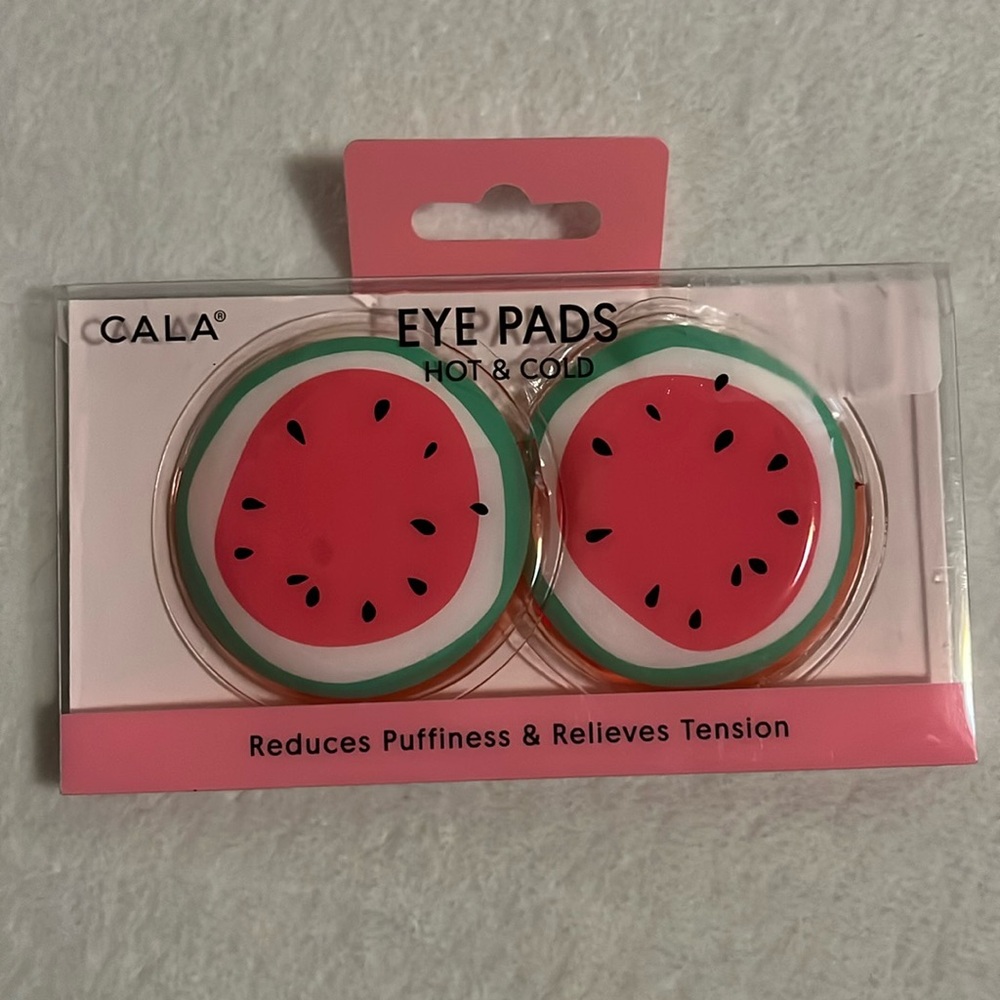 CALA®
EYE PADS
HOT & COLD
Reduces Puffiness & Relieves Tension